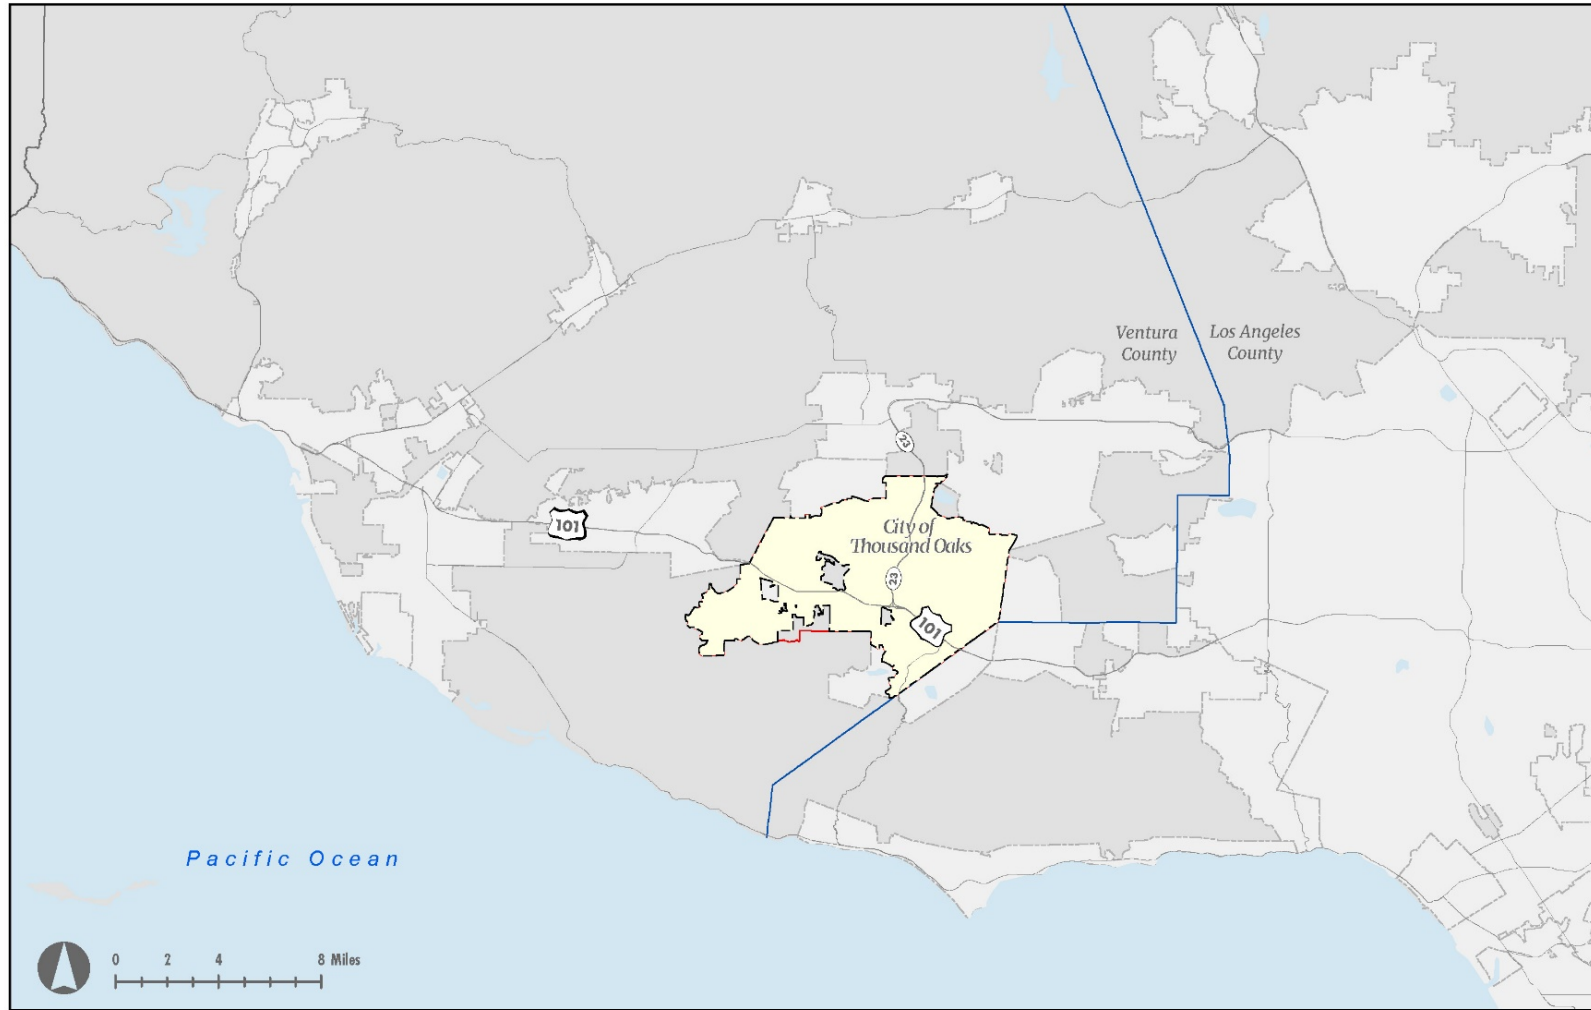 Ventura
County
Los Angeles
County
23
101
City of
Thousand Oaks
23
101
Pacific Ocean
0 2 4 8 Miles